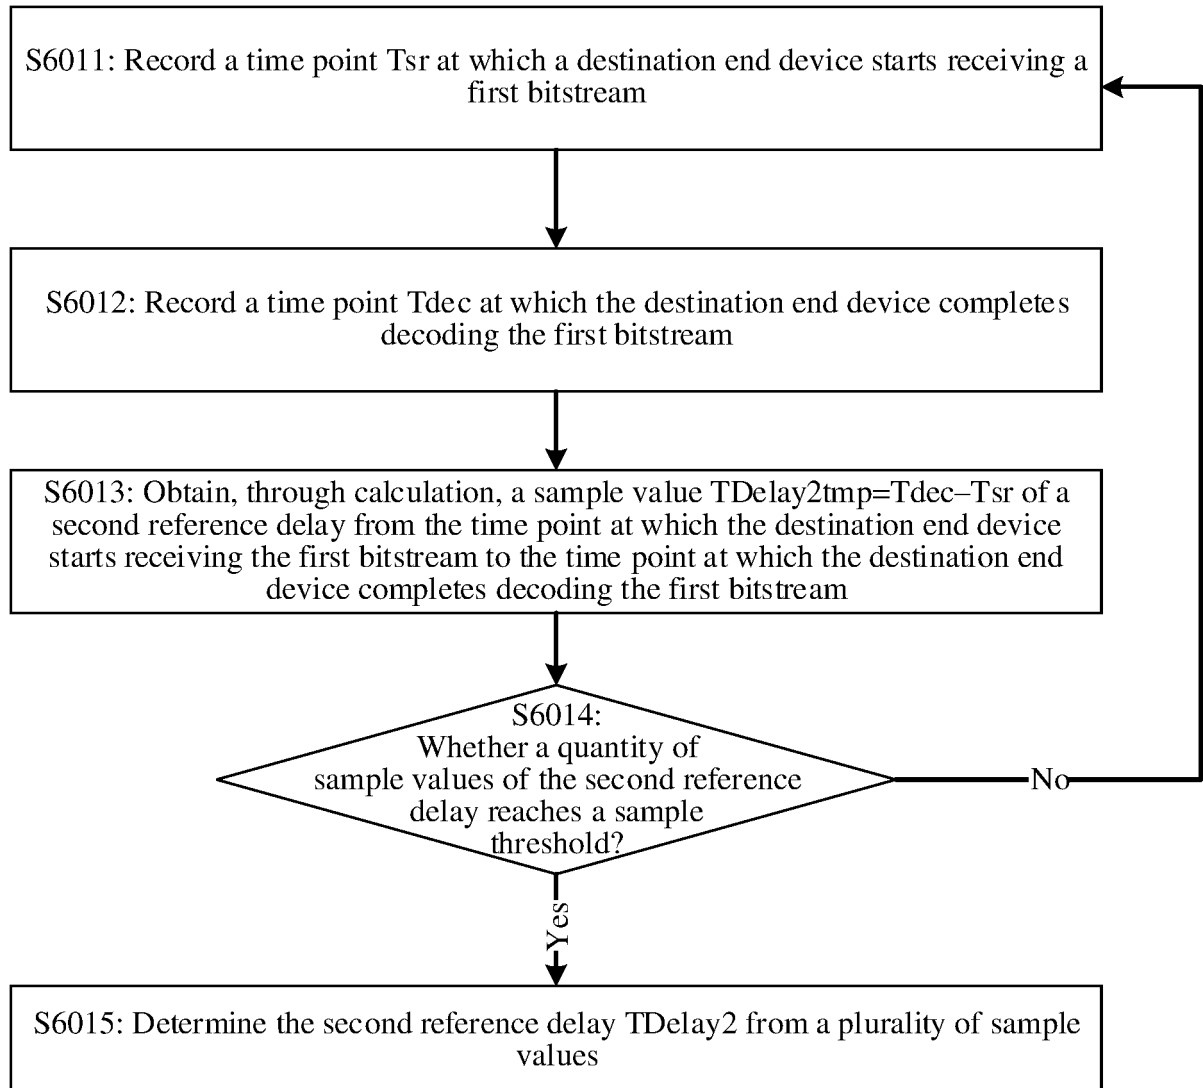 S6011: Record a time point Tsr at which a destination end device starts receiving a
first bitstream
S6012: Record a time point Tdec at which the destination end device completes
decoding the first bitstream
S6013: Obtain, through calculation, a sample value TDelay2tmp=Tdec–Tsr of a
second reference delay from the time point at which the destination end device
starts receiving the first bitstream to the time point at which the destination end
device completes decoding the first bitstream
S6014:
Whether a quantity of
sample values of the second reference
delay reaches a sample
threshold?
No
Yes
S6015: Determine the second reference delay TDelay2 from a plurality of sample
values